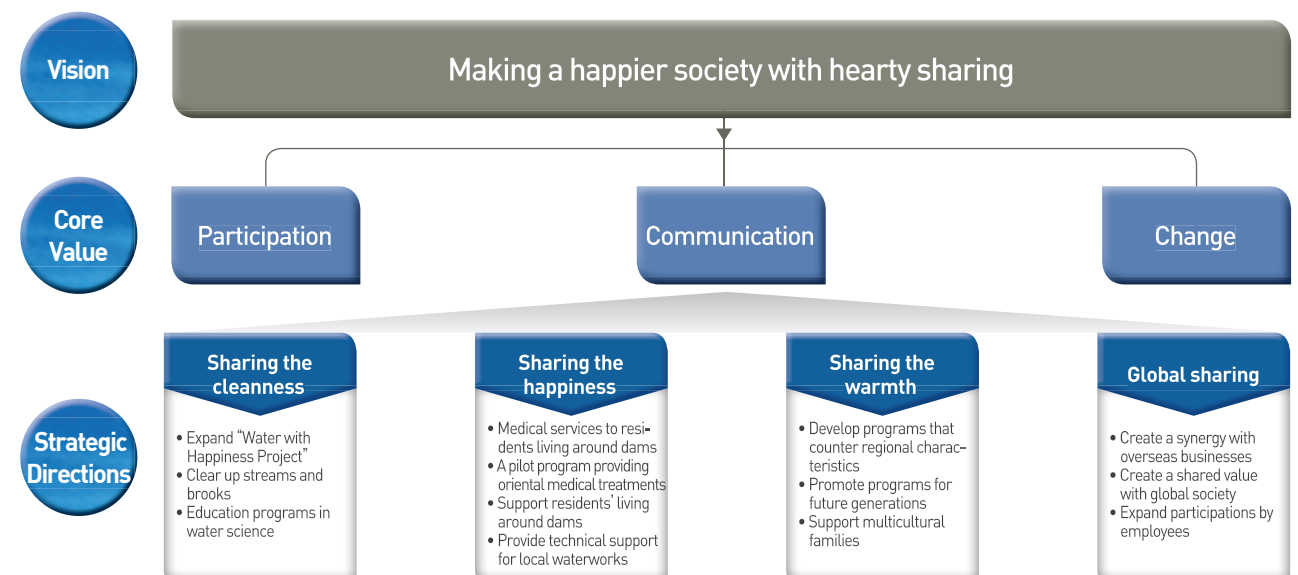 Vision
Making a happier society with hearty sharing
Core
Value
Participation
Communication
Change
Strategic
Directions
Sharing the
cleanness
• Expand “Water with
Happiness Project”
• Clear up streams and
brooks
• Education programs in
water science
Sharing the
happiness
• Medical services to resi-
dents living around dams
• A pilot program providing
oriental medical treatments
• Support residents’ living
around dams
• Provide technical support
for local waterworks
Sharing the
warmth
• Develop programs that
counter regional charac-
teristics
• Promote programs for
future generations
• Support multicultural
families
Global sharing
• Create a synergy with
overseas businesses
• Create a shared value
with global society
• Expand participations by
employees